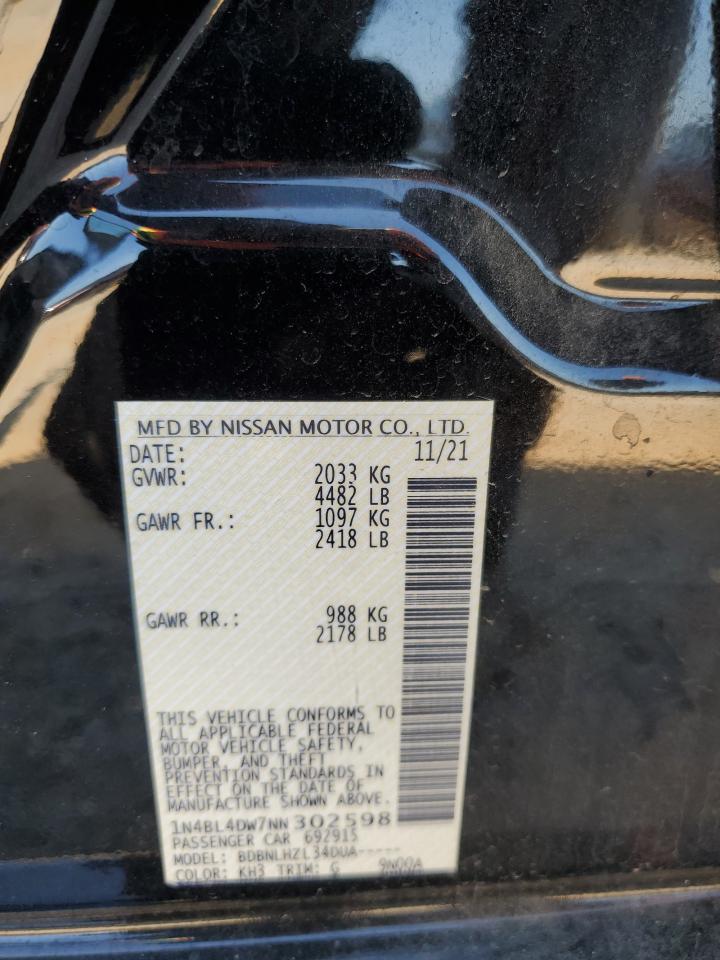 MFD BY NISSAN MOTOR CO., LTD.
DATE: 11/21
GVWR: 2033 KG
4482 LB
GAWR FR.: 1097 KG
2418 LB
GAWR RR.: 988 KG
2178 LB
THIS VEHICLE CONFORMS TO
ALL APPLICABLE FEDERAL
MOTOR VEHICLE SAFETY,
BUMPER, AND THEFT
PREVENTION STANDARDS IN
EFFECT ON THE DATE OF
MANUFACTURE SHOWN ABOVE.
1N4BL4DW7NN302598
PASSENGER CAR 692915
MODEL: BDBNLHZL34DUA-----
COLOR: KH3 TRIM: G 9N00A